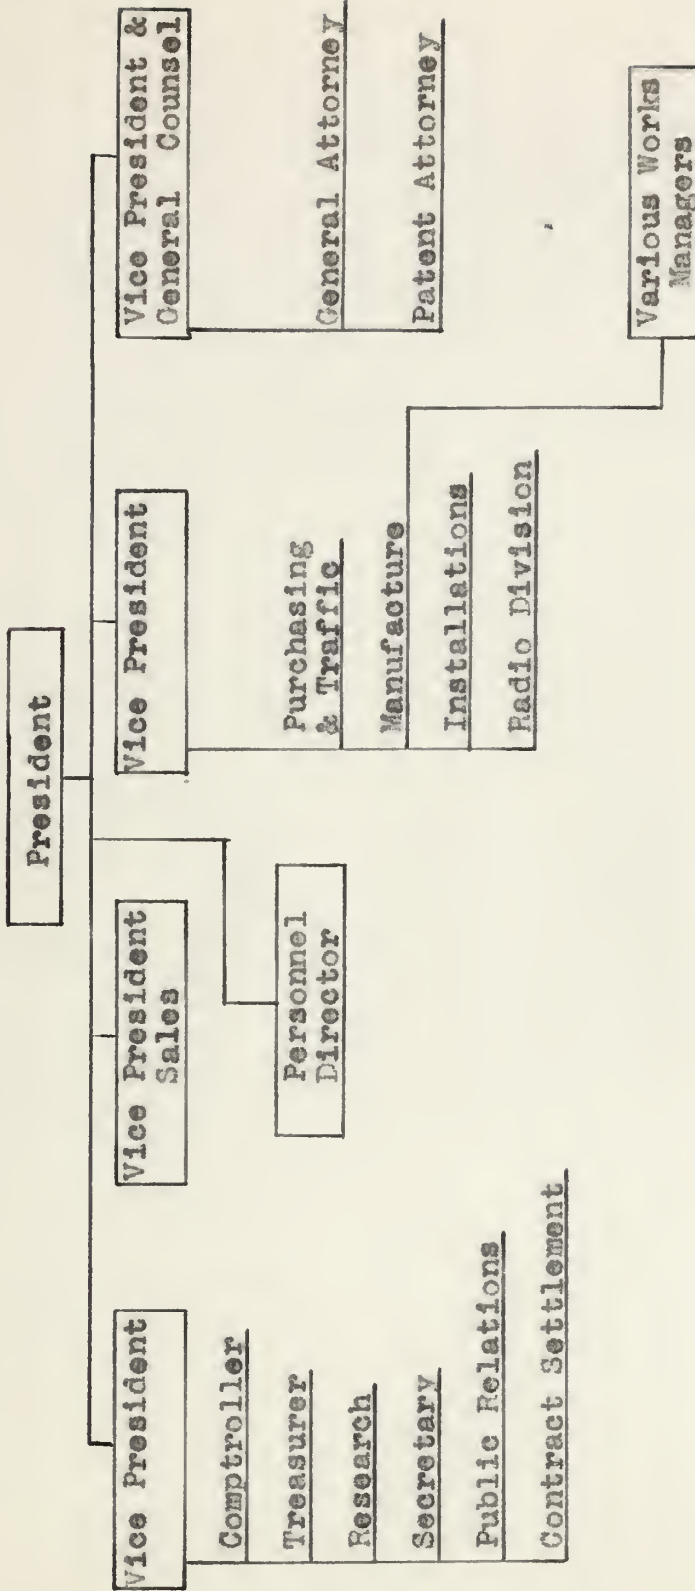 President
Vice President
Comptroller
Treasurer
Research
Secretary
Public Relations
Contract Settlement
Vice President
Sales
Personnel
Director
Vice President
Purchasing
& Traffic
Manufacture
Installations
Radio Division
Vice President &
General Counsel
General Attorney
Patent Attorney
Various Works
Managers